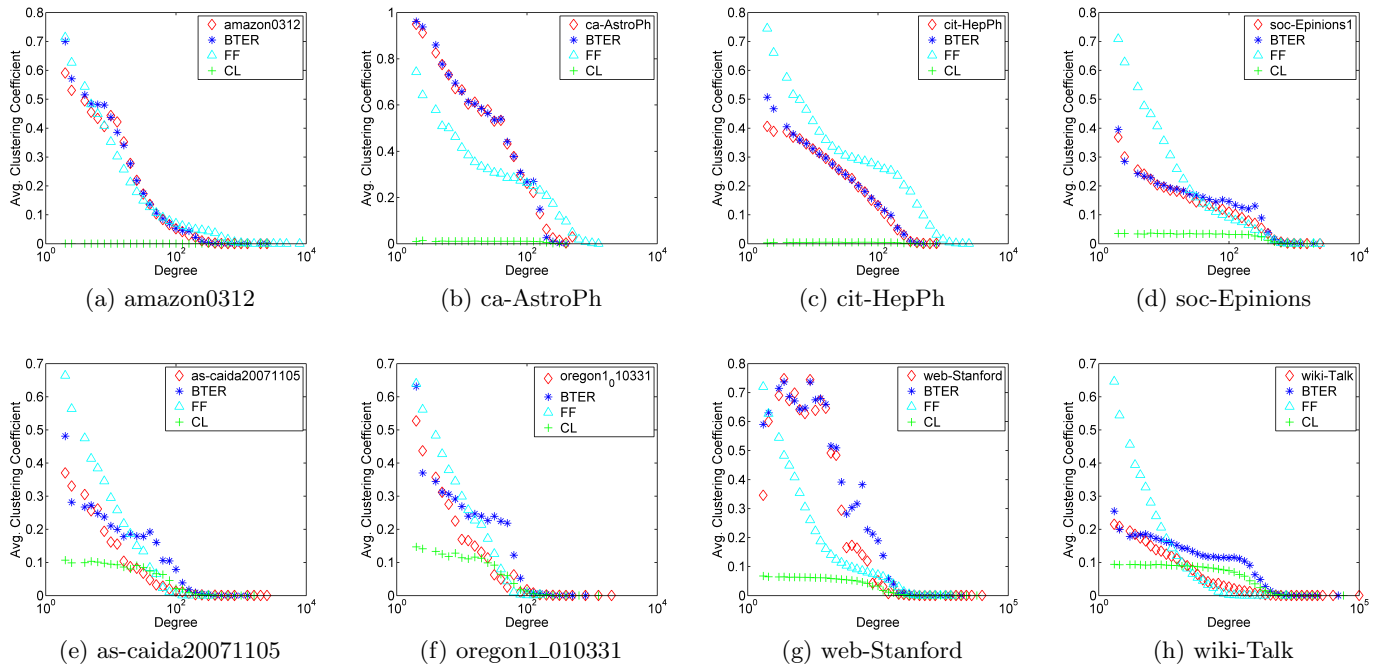 Avg. Clustering Coefficient
0.8
0.7
0.6
0.5
0.4
0.3
0.2
0.1
0
10^0
10^2
10^4
Degree
amazon0312
BTER
FF
CL
(a) amazon0312
Avg. Clustering Coefficient
1
0.8
0.6
0.4
0.2
0
10^0
10^2
10^4
Degree
ca-AstroPh
BTER
FF
CL
(b) ca-AstroPh
Avg. Clustering Coefficient
0.8
0.7
0.6
0.5
0.4
0.3
0.2
0.1
0
10^0
10^2
10^4
Degree
cit-HepPh
BTER
FF
CL
(c) cit-HepPh
Avg. Clustering Coefficient
0.8
0.7
0.6
0.5
0.4
0.3
0.2
0.1
0
10^0
10^2
10^4
Degree
soc-Epinions1
BTER
FF
CL
(d) soc-Epinions
Avg. Clustering Coefficient
0.7
0.6
0.5
0.4
0.3
0.2
0.1
0
10^0
10^2
10^4
Degree
as-caida20071105
BTER
FF
CL
(e) as-caida20071105
Avg. Clustering Coefficient
0.7
0.6
0.5
0.4
0.3
0.2
0.1
0
10^0
10^2
10^4
Degree
oregon1_010331
BTER
FF
CL
(f) oregon1_010331
Avg. Clustering Coefficient
0.8
0.7
0.6
0.5
0.4
0.3
0.2
0.1
0
10^0
10^5
Degree
web-Stanford
BTER
FF
CL
(g) web-Stanford
Avg. Clustering Coefficient
0.7
0.6
0.5
0.4
0.3
0.2
0.1
0
10^0
10^5
Degree
wiki-Talk
BTER
FF
CL
(h) wiki-Talk